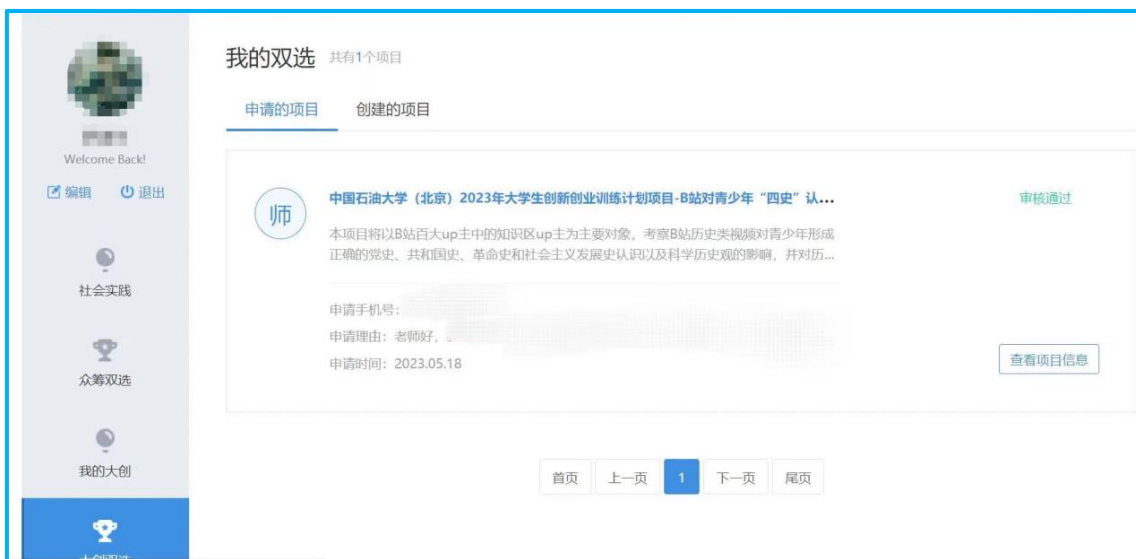 我的双选 共有1个项目
申请的项目 创建的项目
Welcome Back!
编辑 退出
社会实践
众筹双选
我的大创
大创双选
师
中国石油大学（北京）2023年大学生创新创业训练计划项目-B站对青少年“四史”认...
审核通过
本项目将以B站百大up主中的知识区up主为主要对象，考察B站历史类视频对青少年形成
正确的党史、共和国史、革命史和社会主义发展史认识以及科学历史观的影响，并对历...
申请手机号：
申请理由：老师好，
申请时间：2023.05.18
查看项目信息
首页 上一页 1 下一页 尾页